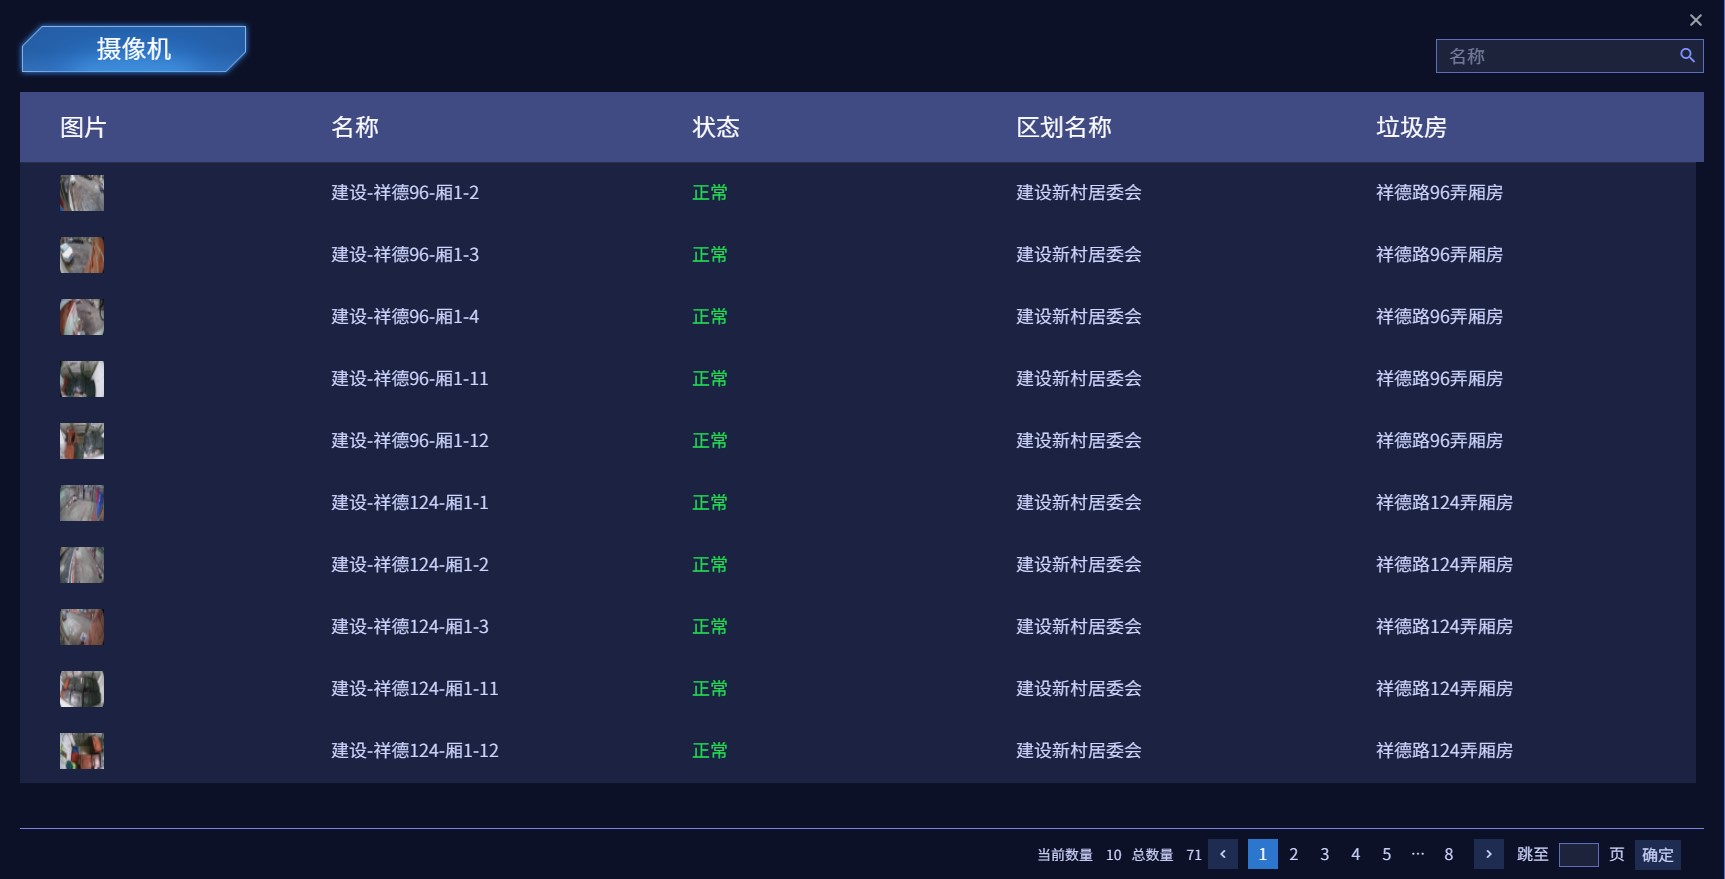 摄像机
名称
图片 名称 状态 区划名称 垃圾房
建设-祥德96-厢1-2 正常 建设新村居委会 祥德路96弄厢房
建设-祥德96-厢1-3 正常 建设新村居委会 祥德路96弄厢房
建设-祥德96-厢1-4 正常 建设新村居委会 祥德路96弄厢房
建设-祥德96-厢1-11 正常 建设新村居委会 祥德路96弄厢房
建设-祥德96-厢1-12 正常 建设新村居委会 祥德路96弄厢房
建设-祥德124-厢1-1 正常 建设新村居委会 祥德路124弄厢房
建设-祥德124-厢1-2 正常 建设新村居委会 祥德路124弄厢房
建设-祥德124-厢1-3 正常 建设新村居委会 祥德路124弄厢房
建设-祥德124-厢1-11 正常 建设新村居委会 祥德路124弄厢房
建设-祥德124-厢1-12 正常 建设新村居委会 祥德路124弄厢房
当前数量 10 总数量 71 < 1 2 3 4 5 ··· 8 > 跳至 页 确定